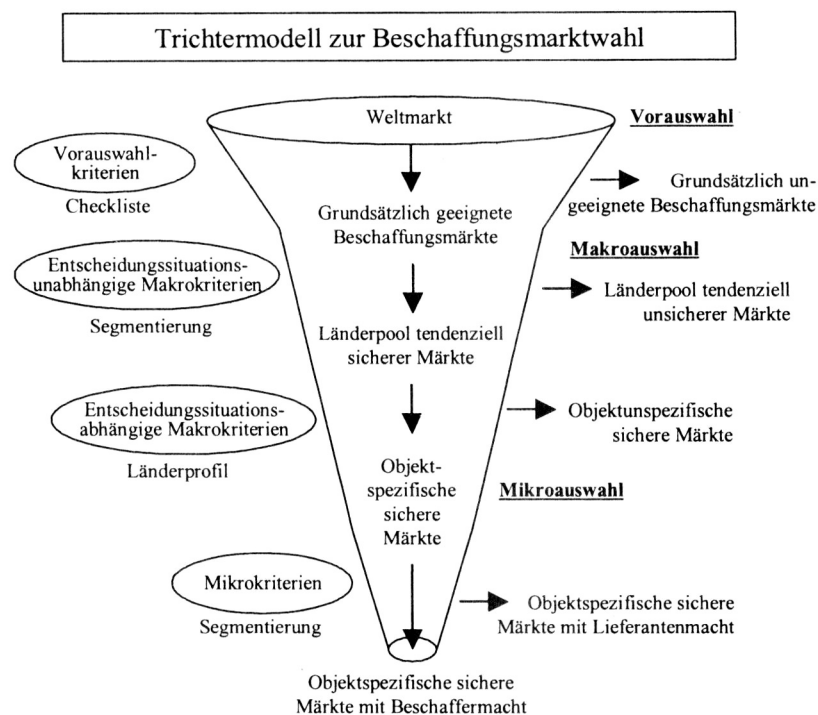 Trichtermodell zur Beschaffungsmarktwahl
Weltmarkt
Vorauswahl
Vorauswahl-
kriterien
Checkliste
Grundsätzlich geeignete
Beschaffungsmärkte
Grundsätzlich un-
geeignete Beschaffungsmärkte
Makroauswahl
Entscheidungssituations-
unabhängige Makrokriterien
Segmentierung
Länderpool tendenziell
unsicherer Märkte
Länderpool tendenziell
sicherer Märkte
Entscheidungssituations-
abhängige Makrokriterien
Länderprofil
Objektunspezifische
sichere Märkte
Objekt-
spezifische
sichere
Märkte
Mikroauswahl
Mikrokriterien
Segmentierung
Objektspezifische sichere
Märkte mit Lieferantenmacht
Objektspezifische sichere
Märkte mit Beschaffermacht